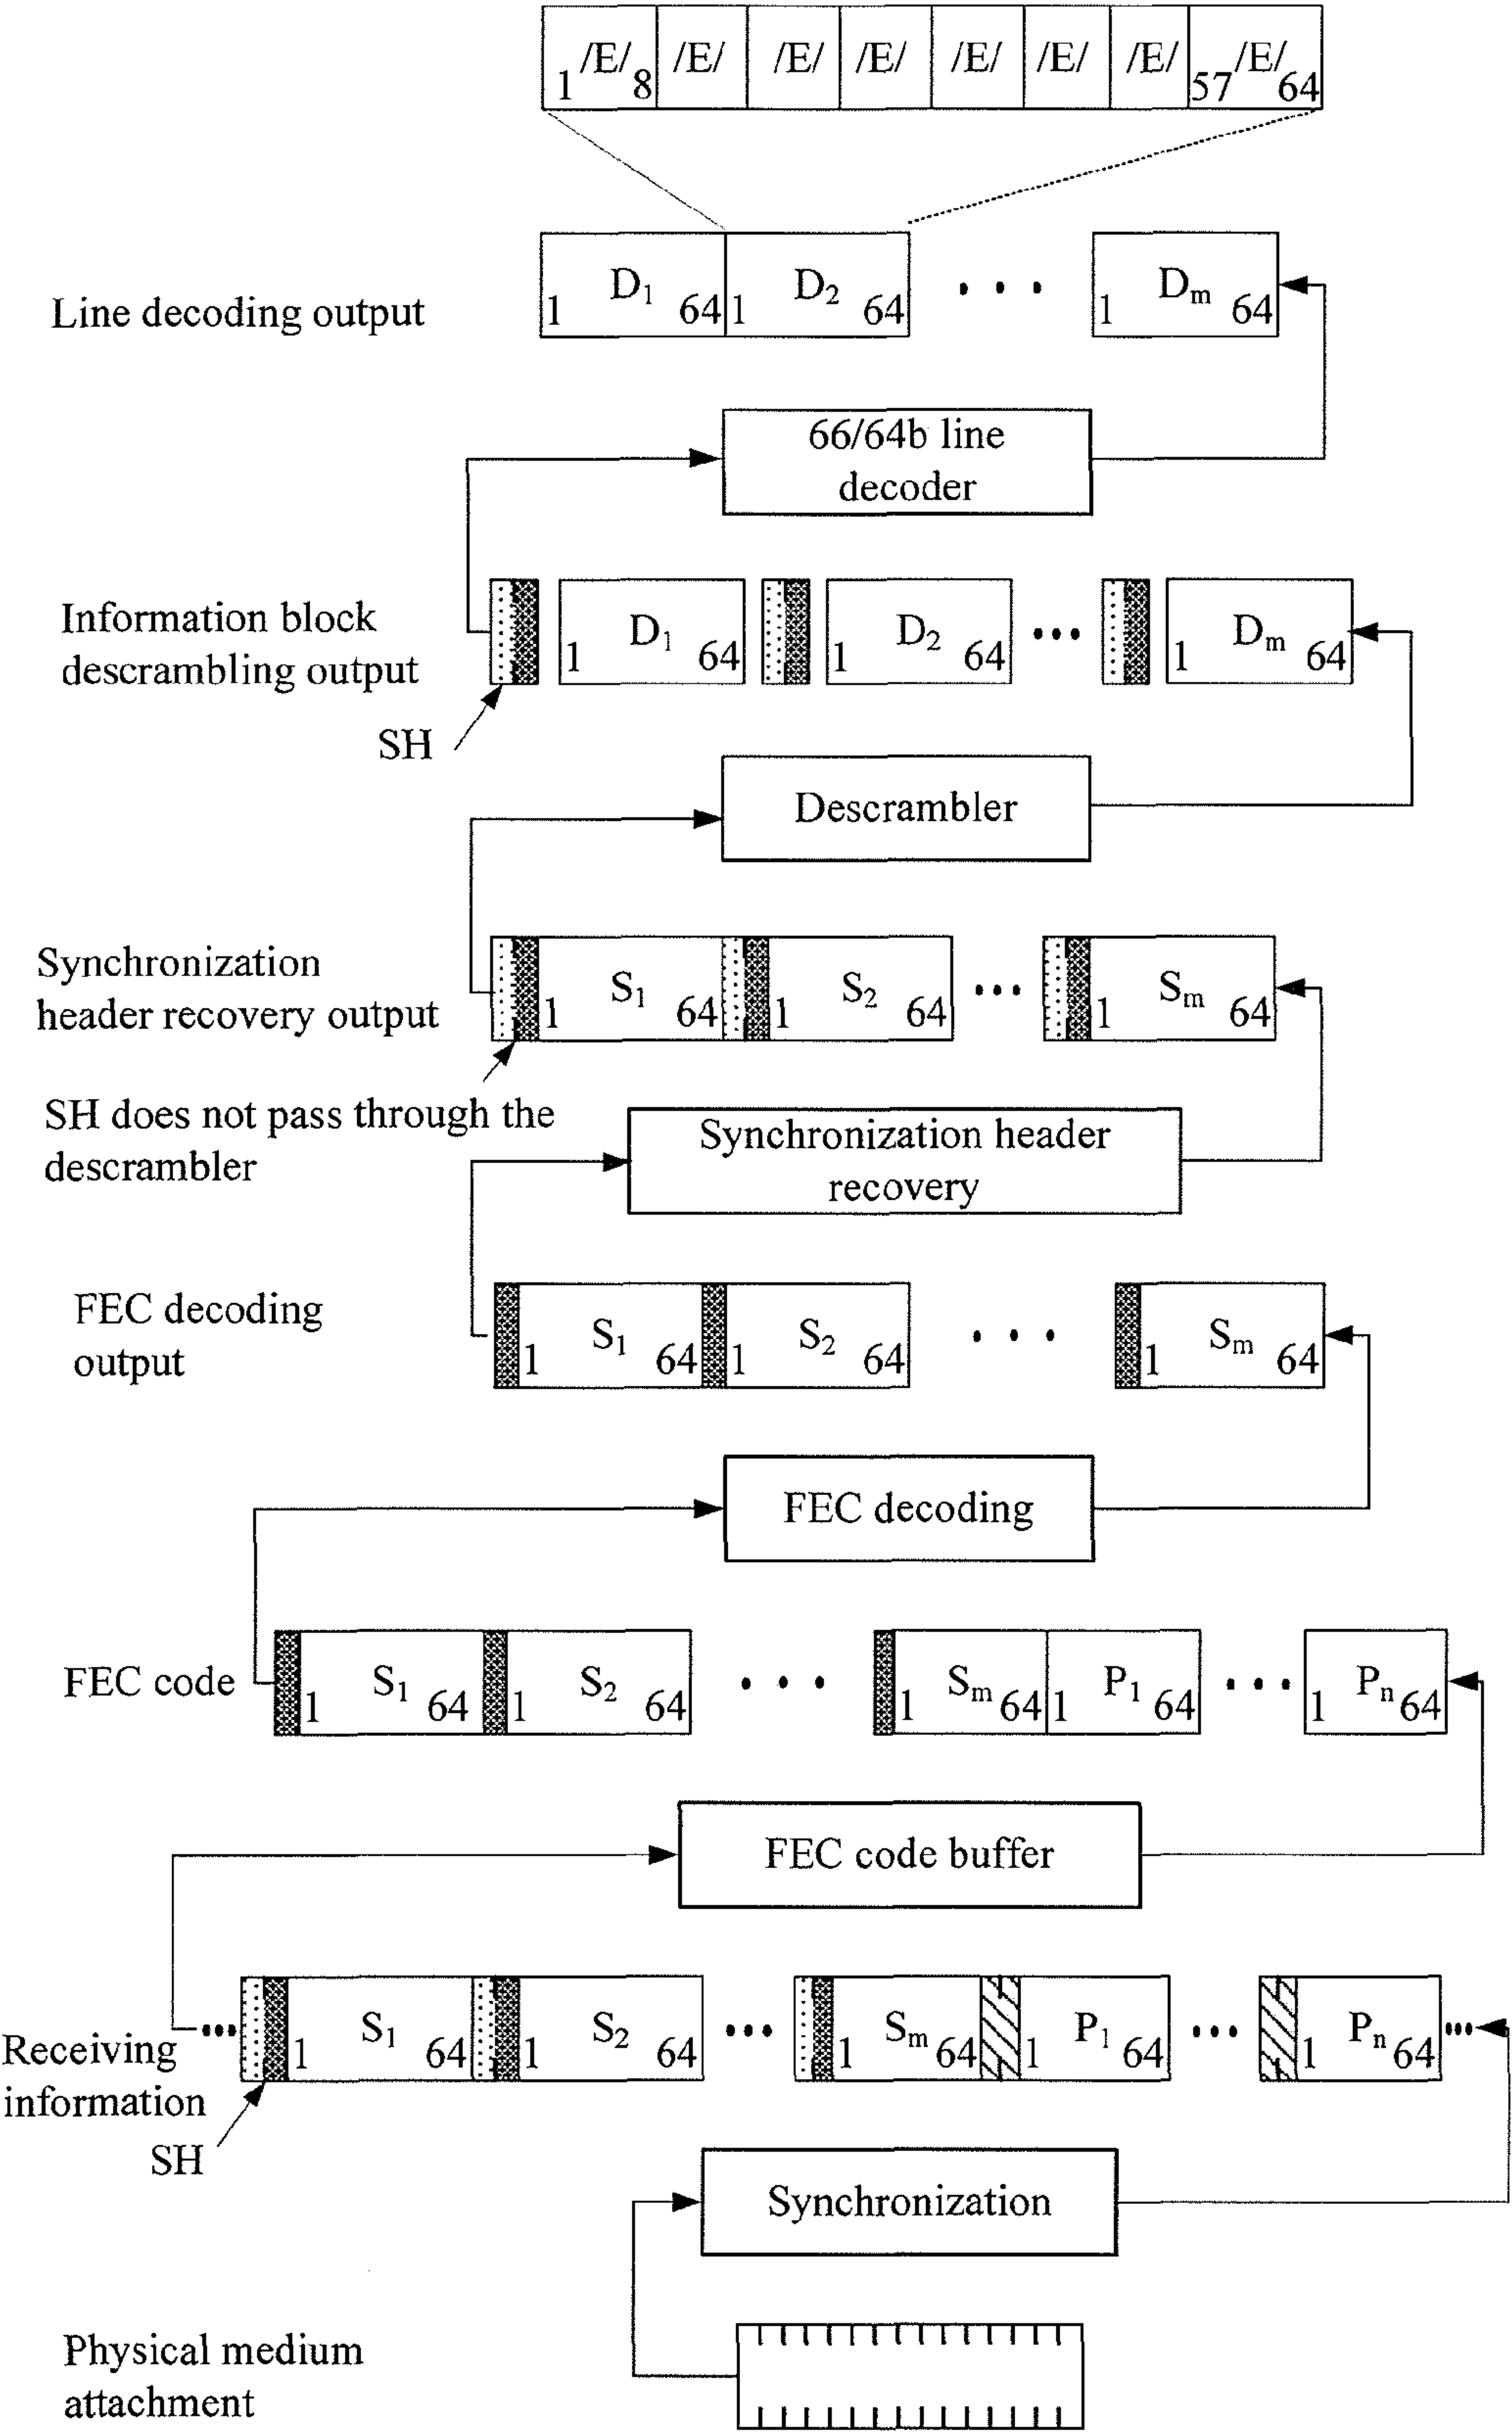 /E/ /E/ /E/ /E/ /E/ /E/ /E/ /E/
1 8 57 64
Line decoding output
D1 D2 • • • Dm
1 64 1 64 1 64
66/64b line
decoder
Information block
descrambling output
D1 D2 ••• Dm
1 64 1 64 1 64
SH
Descrambler
Synchronization
header recovery output
S1 S2 ••• Sm
1 64 1 64 1 64
SH does not pass through the
descrambler
Synchronization header
recovery
FEC decoding
output
S1 S2 • • • Sm
1 64 1 64 1 64
FEC decoding
FEC code
S1 S2 • • • Sm P1 ••• Pn
1 64 1 64 1 64 1 64 1 64
FEC code buffer
Receiving
information
••• S1 S2 ••• Sm P1 ••• Pn •••
1 64 1 64 1 64 1 64 1 64
SH
Synchronization
Physical medium
attachment